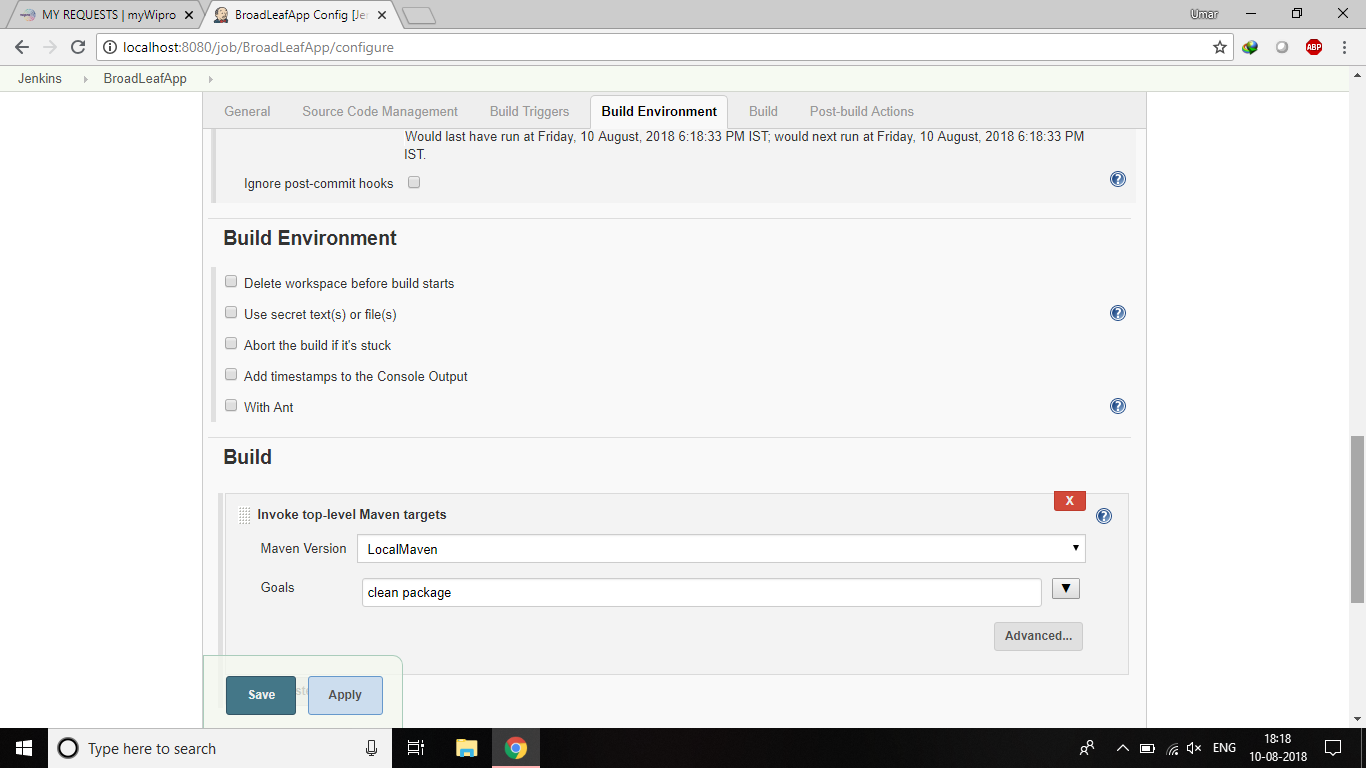 MY REQUESTS | myWipro
BroadLeafApp Config [Je
Umar
localhost:8080/job/BroadLeafApp/configure
ABP
Jenkins
BroadLeafApp
General
Source Code Management
Build Triggers
Build Environment
Build
Post-build Actions
Would last have run at Friday, 10 August, 2018 6:18:33 PM IST; would next run at Friday, 10 August, 2018 6:18:33 PM
IST.
Ignore post-commit hooks
?
Build Environment
Delete workspace before build starts
Use secret text(s) or file(s)
?
Abort the build if it's stuck
Add timestamps to the Console Output
With Ant
?
Build
X
Invoke top-level Maven targets
?
Maven Version
LocalMaven
Goals
clean package
Advanced...
Save
Apply
Type here to search
ENG
18:18
10-08-2018